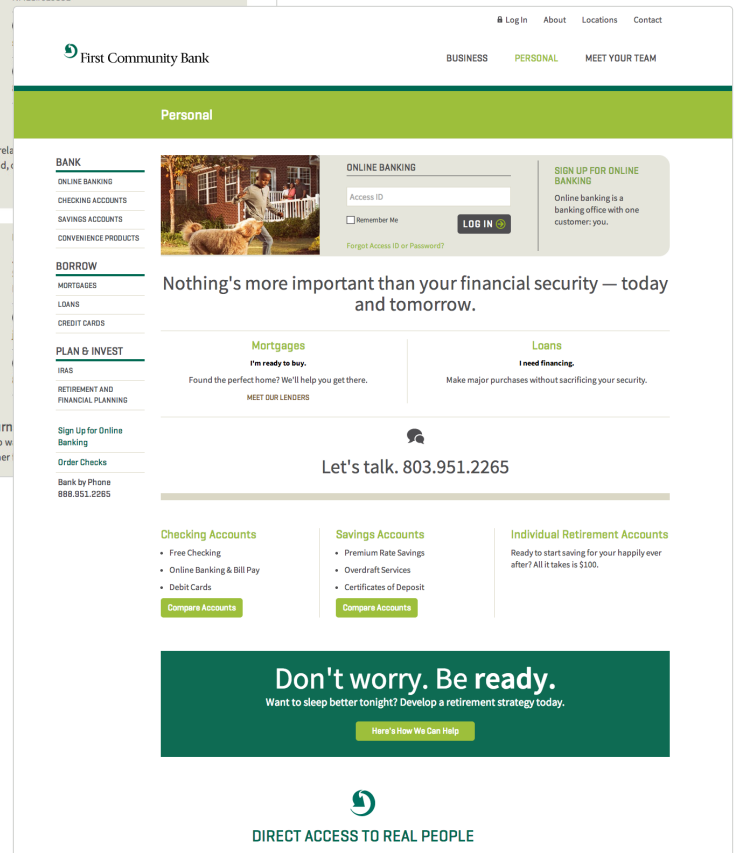 Log In About Locations Contact
First Community Bank
BUSINESS PERSONAL MEET YOUR TEAM
Personal
BANK
ONLINE BANKING
CHECKING ACCOUNTS
SAVINGS ACCOUNTS
CONVENIENCE PRODUCTS
BORROW
MORTGAGES
LOANS
CREDIT CARDS
PLAN & INVEST
IRAS
RETIREMENT AND
FINANCIAL PLANNING
Sign Up for Online
Banking
Order Checks
Bank by Phone
888.951.2265
ONLINE BANKING
Access ID
Remember Me
LOG IN
Forgot Access ID or Password?
SIGN UP FOR ONLINE
BANKING
Online banking is a
banking office with one
customer: you.
Nothing's more important than your financial security — today
and tomorrow.
Mortgages
I'm ready to buy.
Found the perfect home? We'll help you get there.
MEET OUR LENDERS
Loans
I need financing.
Make major purchases without sacrificing your security.
Let's talk. 803.951.2265
Checking Accounts
• Free Checking
• Online Banking & Bill Pay
• Debit Cards
Compare Accounts
Savings Accounts
• Premium Rate Savings
• Overdraft Services
• Certificates of Deposit
Compare Accounts
Individual Retirement Accounts
Ready to start saving for your happily ever
after? All it takes is $100.
Don't worry. Be ready.
Want to sleep better tonight? Develop a retirement strategy today.
Here's How We Can Help
DIRECT ACCESS TO REAL PEOPLE